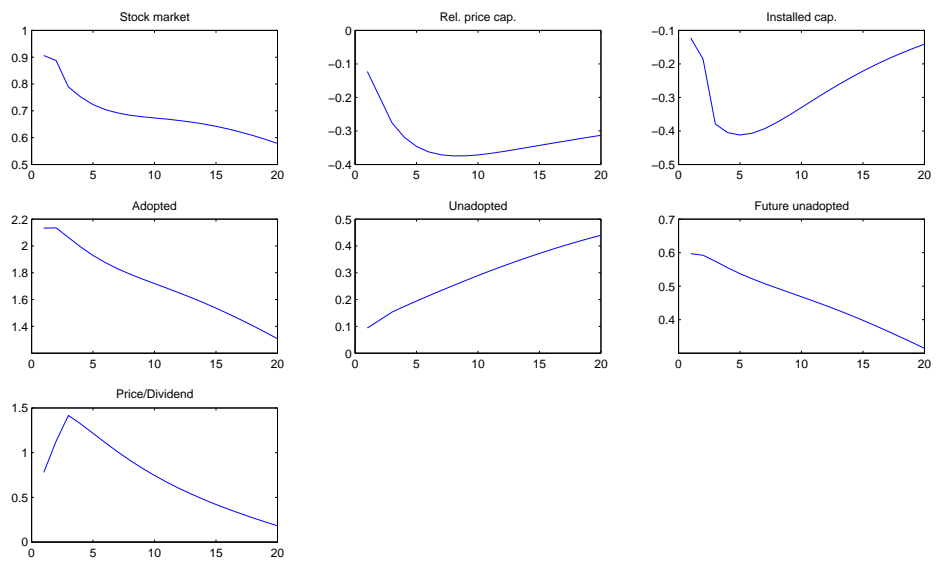 Stock market
1
0.9
0.8
0.7
0.6
0.5
0 5 10 15 20
Rel. price cap.
0
−0.1
−0.2
−0.3
−0.4
0 5 10 15 20
Installed cap.
−0.1
−0.2
−0.3
−0.4
−0.5
0 5 10 15 20
Adopted
2.2
2
1.8
1.6
1.4
0 5 10 15 20
Unadopted
0.5
0.4
0.3
0.2
0.1
0
0 5 10 15 20
Future unadopted
0.7
0.6
0.5
0.4
0 5 10 15 20
Price/Dividend
1.5
1
0.5
0
0 5 10 15 20